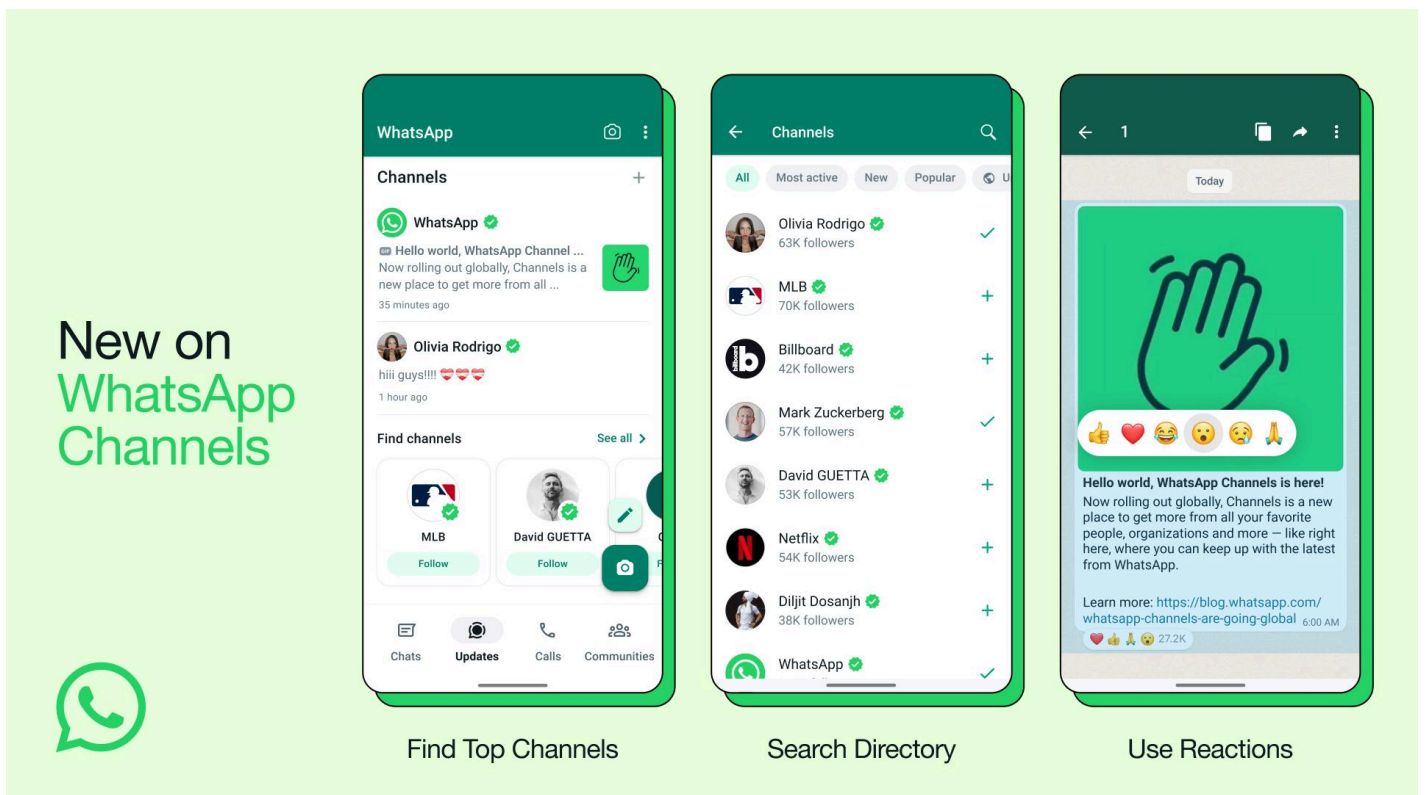 New on
WhatsApp
Channels
WhatsApp
Channels
WhatsApp
GIF Hello world, WhatsApp Channel ...
Now rolling out globally, Channels is a
new place to get more from all ...
35 minutes ago
Olivia Rodrigo
hiii guys!!!! ❤️‍🩹❤️‍🩹❤️‍🩹
1 hour ago
Find channels
See all
MLB
Follow
David GUETTA
Follow
Chats
Updates
Calls
Communities
Find Top Channels
Channels
All
Most active
New
Popular
Olivia Rodrigo
63K followers
MLB
70K followers
billboard
b
Billboard
42K followers
Mark Zuckerberg
57K followers
David GUETTA
53K followers
N
Netflix
54K followers
Diljit Dosanjh
38K followers
WhatsApp
Search Directory
1
Today
Hello world, WhatsApp Channels is here!
Now rolling out globally, Channels is a new
place to get more from all your favorite
people, organizations and more — like right
here, where you can keep up with the latest
from WhatsApp.
Learn more: https://blog.whatsapp.com/
whatsapp-channels-are-going-global 6:00 AM
27.2K
Use Reactions